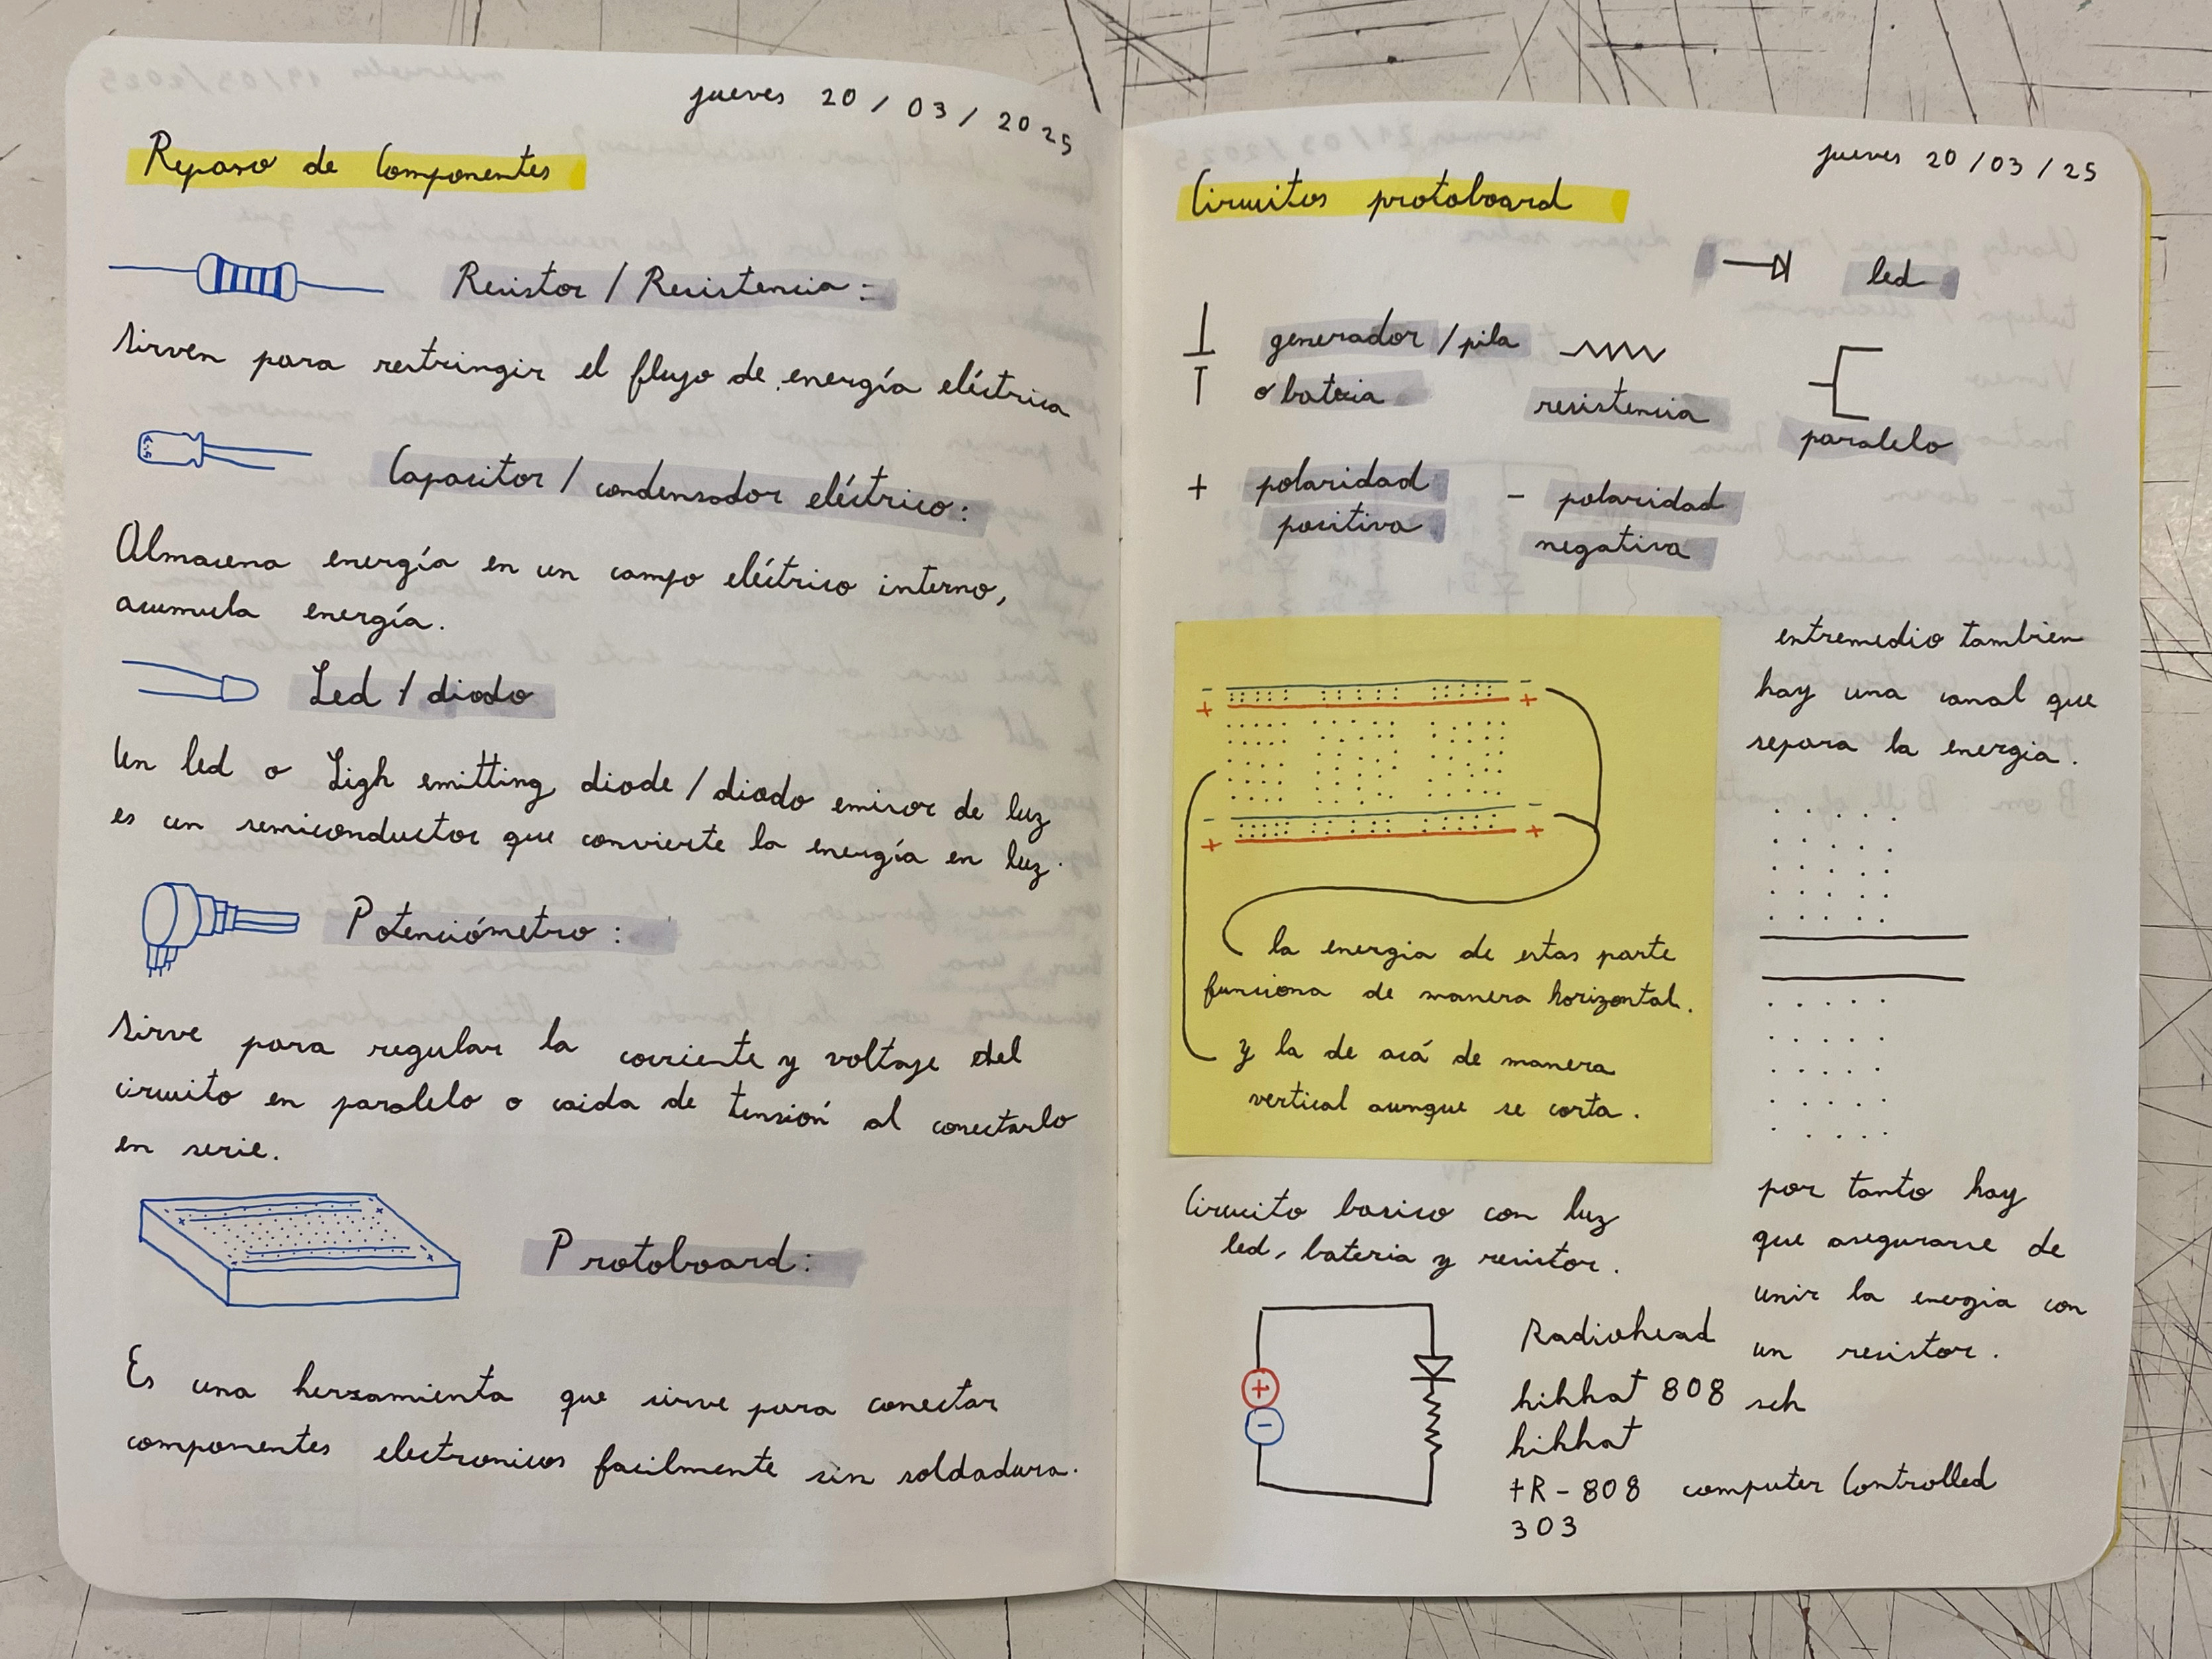 jueves 20 / 03 / 2025
Repaso de Componentes
Resistor / Resistencia :
sirven para restringir el flujo de energía eléctrica
Capacitor / condensador eléctrico :
Almacena energía en un campo eléctrico interno,
acumula energía.
Led / diodo
Un led o Ligh emitting diode / diodo emisor de luz
es un semiconductor que convierte la energía en luz.
Potenciómetro :
sirve para regular la corriente y voltaje del
circuito en paralelo o caida de tensión al conectarlo
en serie.
Protoboard :
Es una herramienta que sirve para conectar
componentes electronicos facilmente sin soldadura.
jueves 20 / 03 / 25
Circuitos protoboard
led
generador / pila
o bateria
resistencia
paralelo
+ polaridad
positiva
- polaridad
negativa
- -
+ +
- -
+ +
la energia de estas parte
funciona de manera horizontal.
y la de acá de manera
vertical aunque se corta.
entremedio tambien
hay una canal que
separa la energia.
por tanto hay
que asegurarse de
unir la energia con
un resistor.
Circuito basico con luz
led, bateria y resistor.
+
-
Radiohead
hihhat 808 sch
hihhat
tR-808 computer Controlled
303